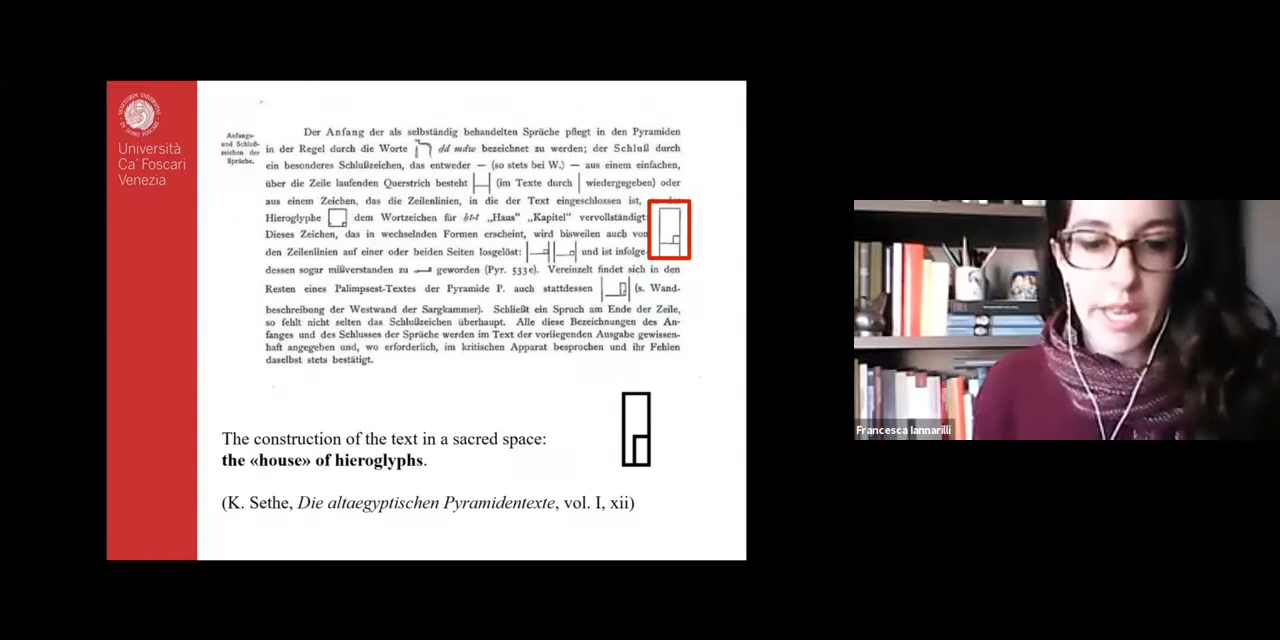 Università
Ca' Foscari
Venezia
Anfangs-
und Schluß-
zeichen der
Sprüche.
Der Anfang der als selbständig behandelten Sprüche pflegt in den Pyramiden
in der Regel durch die Worte dd mdw bezeichnet zu werden; der Schluß durch
ein besonderes Schlußzeichen, das entweder — (so stets bei W.) — aus einem einfachen,
über die Zeile laufenden Querstrich besteht (im Texte durch | wiedergegeben) oder
aus einem Zeichen, das die Zeilenlinien, in die der Text eingeschlossen ist,
Hieroglyphe dem Wortzeichen für ḥt-t „Haus" „Kapitel" vervollständigt:
Dieses Zeichen, das in wechselnden Formen erscheint, wird bisweilen auch von
den Zeilenlinien auf einer oder beiden Seiten losgelöst: und ist infolge-
dessen sogar mißverstanden zu geworden (Pyr. 533e). Vereinzelt findet sich in den
Resten eines Palimpsest-Textes der Pyramide P. auch stattdessen (s. Wand-
beschreibung der Westwand der Sargkammer). Schließt ein Spruch am Ende der Zeile,
so fehlt nicht selten das Schlußzeichen überhaupt. Alle diese Bezeichnungen des An-
fanges und des Schlusses der Sprüche werden im Text der vorliegenden Ausgabe gewissen-
haft angegeben und, wo erforderlich, im kritischen Apparat besprochen und ihr Fehlen
daselbst stets bestätigt.
The construction of the text in a sacred space:
the «house» of hieroglyphs.
(K. Sethe, Die altaegyptischen Pyramidentexte, vol. I, xii)
Francesca Iannarilli